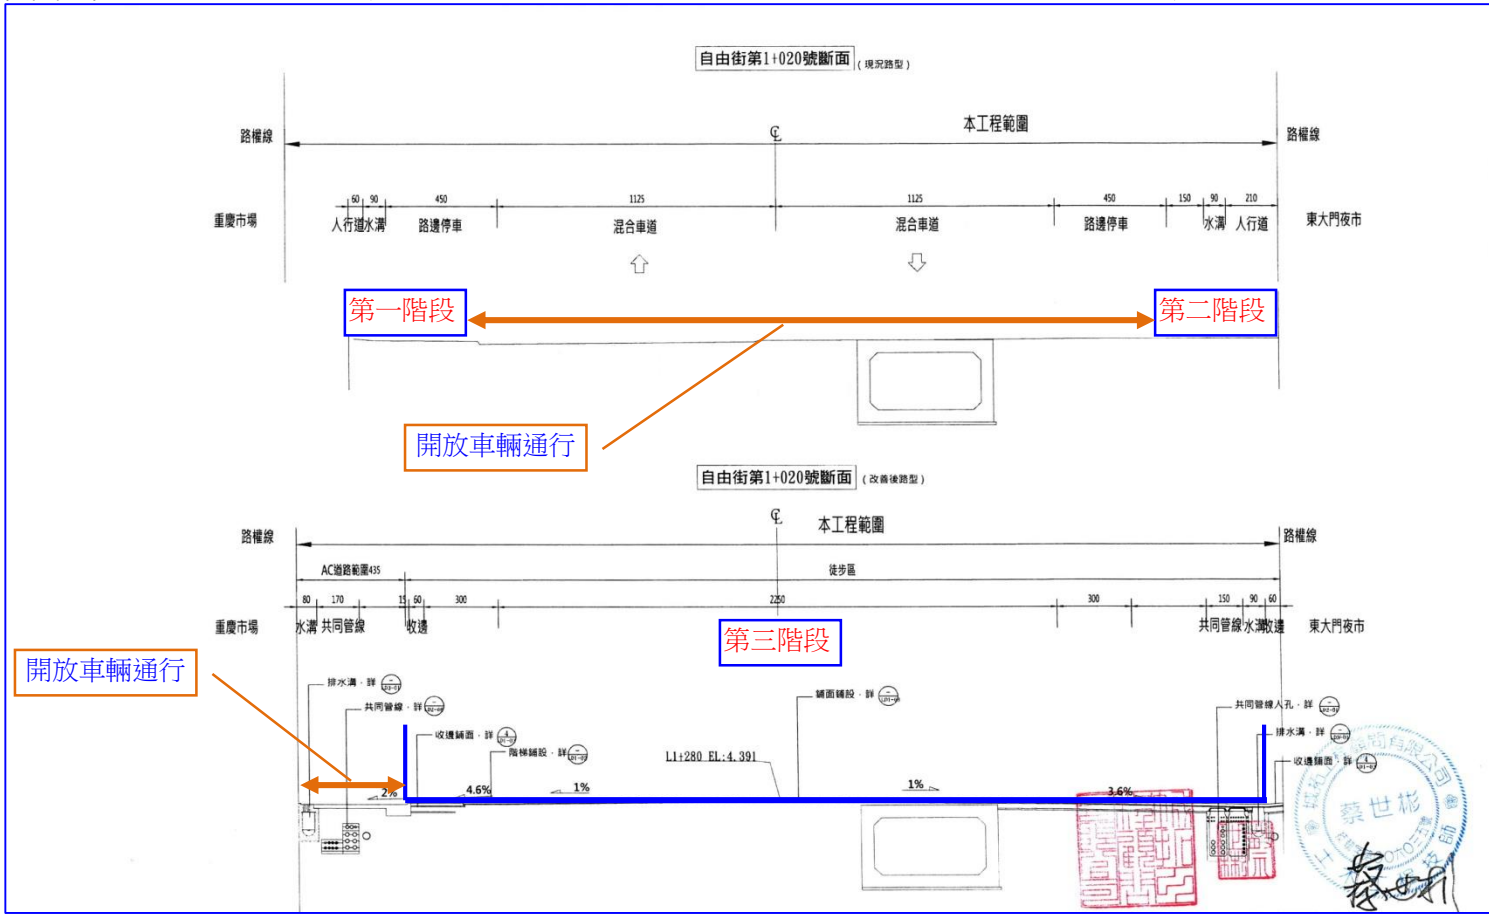 自由街第1+020號斷面 (現況路型)
路權線 ℄ 本工程範圍 路權線
60 90 450 1125 1125 450 150 90 210
重慶市場 人行道 水溝 路邊停車 混合車道 混合車道 路邊停車 水溝 人行道 東大門夜市
第一階段 第二階段
開放車輛通行
自由街第1+020號斷面 (改善後路型)
路權線 ℄ 本工程範圍 路權線
AC道路範圍435 徒步區
80 170 15 60 300 2250 300 150 90 60
重慶市場 水溝 共同管線 收邊 共同管線 水溝 收邊 東大門夜市
第三階段
開放車輛通行
排水溝．詳
共同管線．詳
收邊鋪面．詳 4
階梯鋪設．詳
鋪面鋪設．詳
共同管線人孔．詳
排水溝．詳
收邊鋪面．詳 4
L1+280 EL:4.391
2% 4.6% 1% 1% 3.6%
蔡世彬